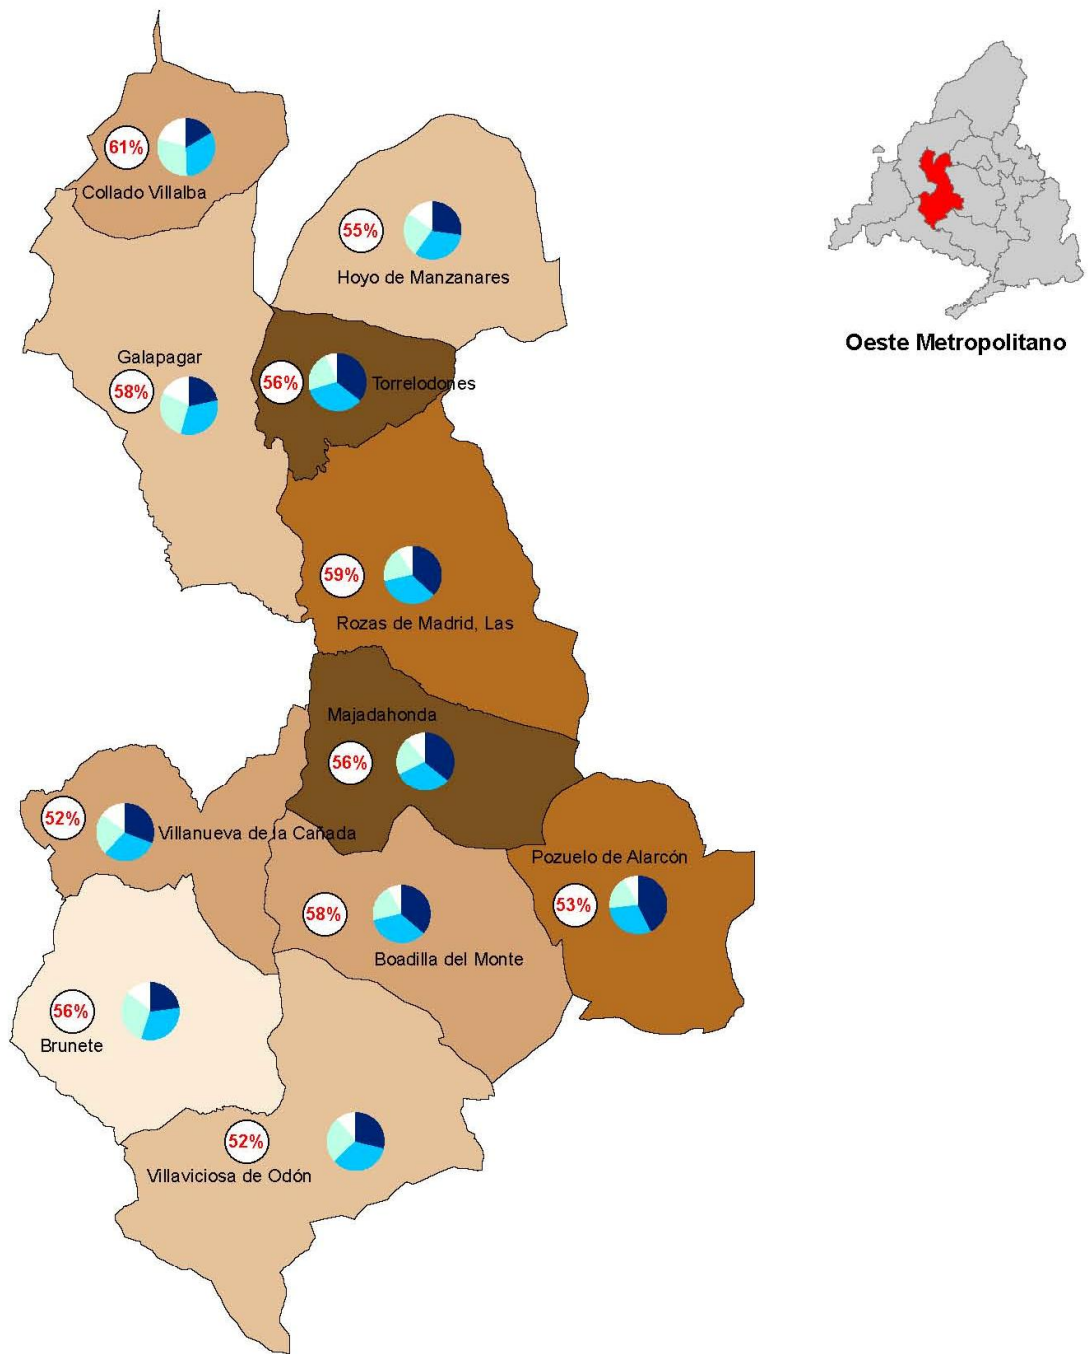 61%
Collado Villalba
55%
Hoyo de Manzanares
Oeste Metropolitano
Galapagar
58%
56%
Torrelodones
59%
Rozas de Madrid, Las
Majadahonda
56%
52%
Villanueva de la Cañada
Pozuelo de Alarcón
53%
58%
Boadilla del Monte
56%
Brunete
52%
Villaviciosa de Odón